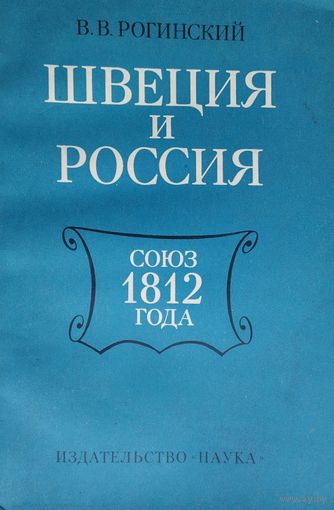 В. В. РОГИНСКИЙ
ШВЕЦИЯ
И
РОССИЯ
СОЮЗ
1812
ГОДА
ИЗДАТЕЛЬСТВО «НАУКА»